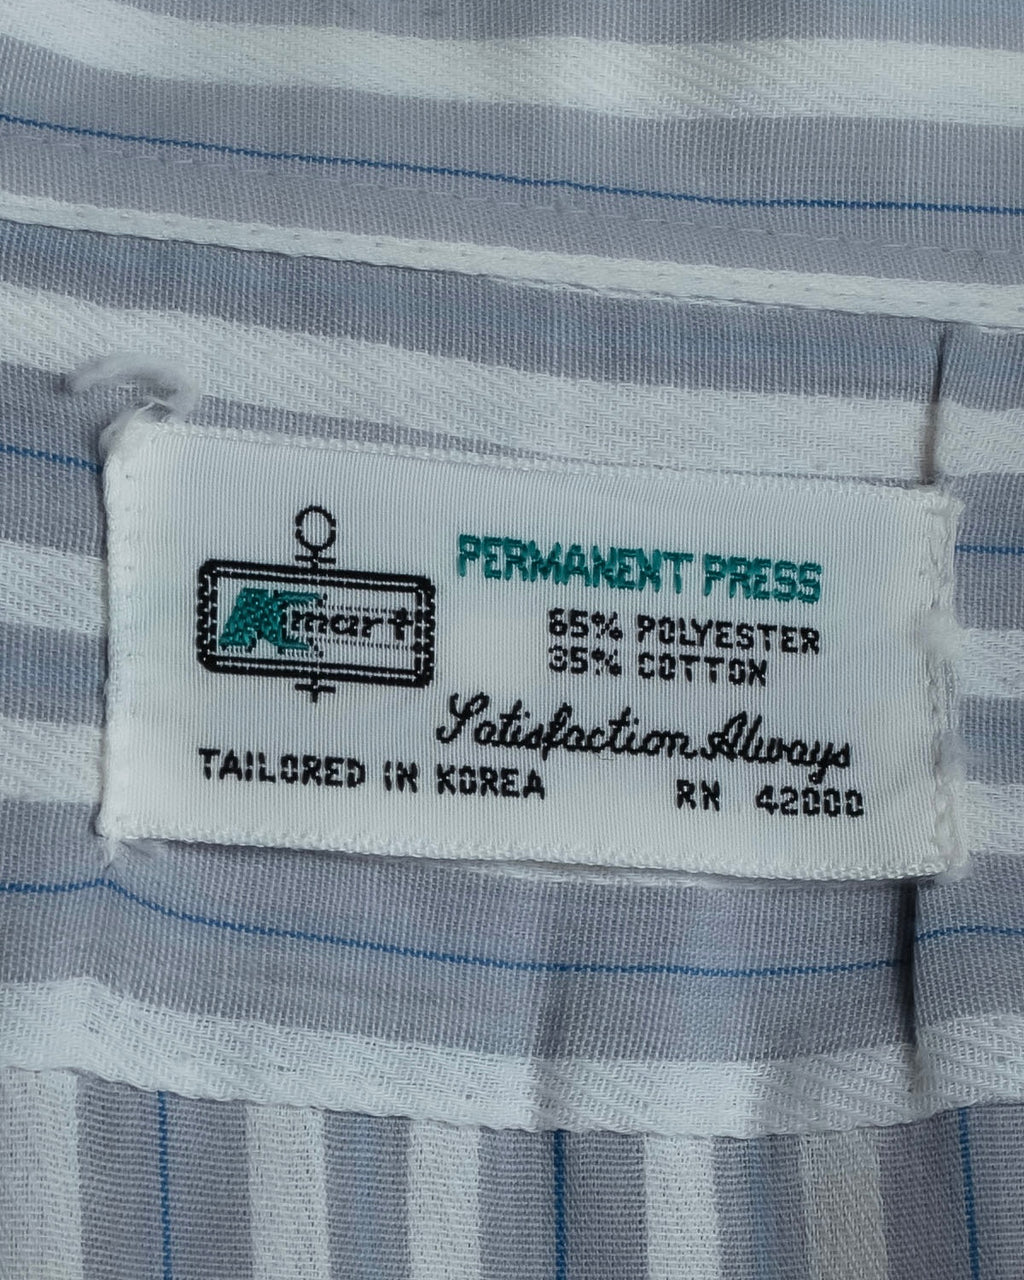 Kmart
PERMANENT PRESS
65% POLYESTER
35% COTTON
Satisfaction Always
TAILORED IN KOREA
RN 42000